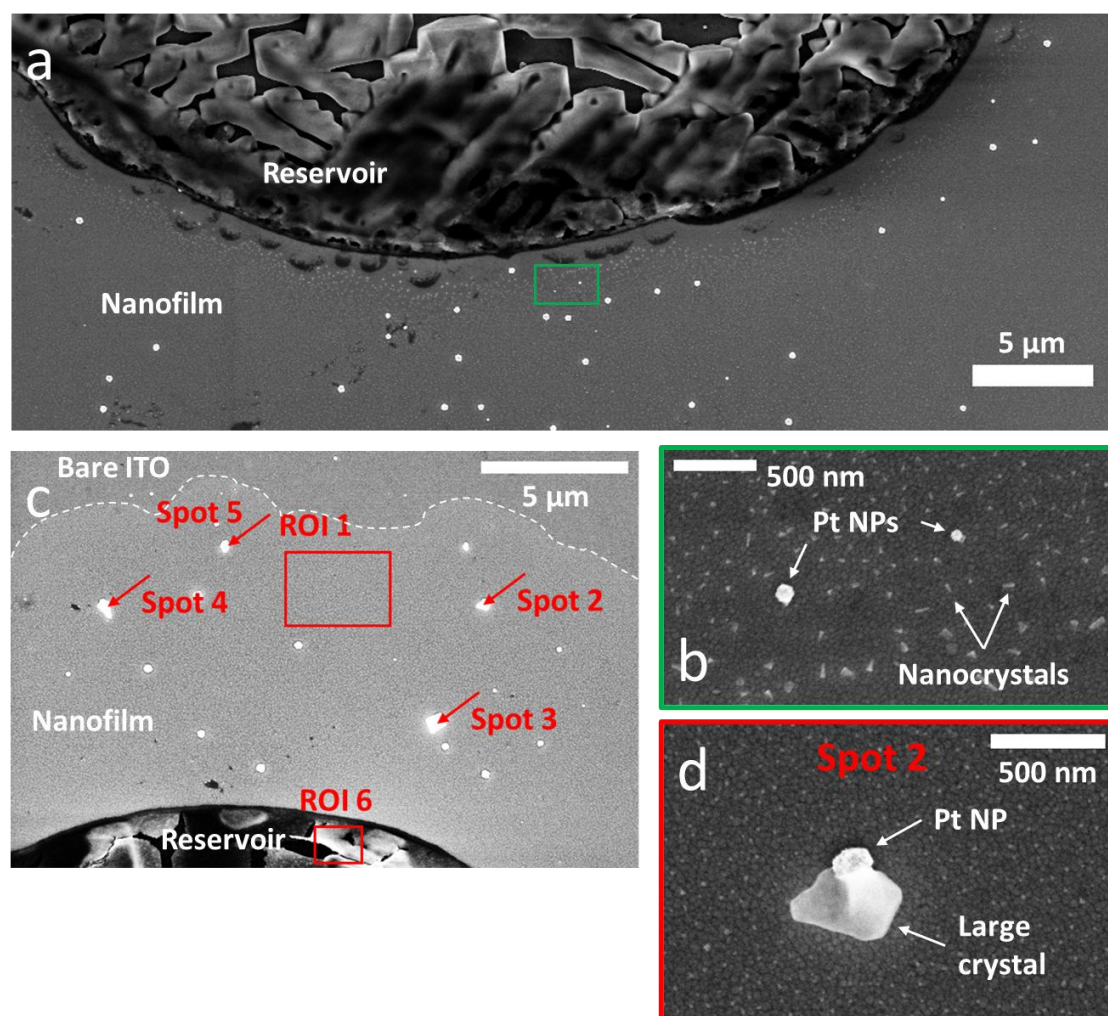 a
Reservoir
Nanofilm
5 µm
Bare ITO
c
5 µm
Spot 5
ROI 1
Spot 4
Spot 2
Nanofilm
Spot 3
ROI 6
Reservoir
500 nm
Pt NPs
b
Nanocrystals
d
Spot 2
500 nm
Pt NP
Large
crystal